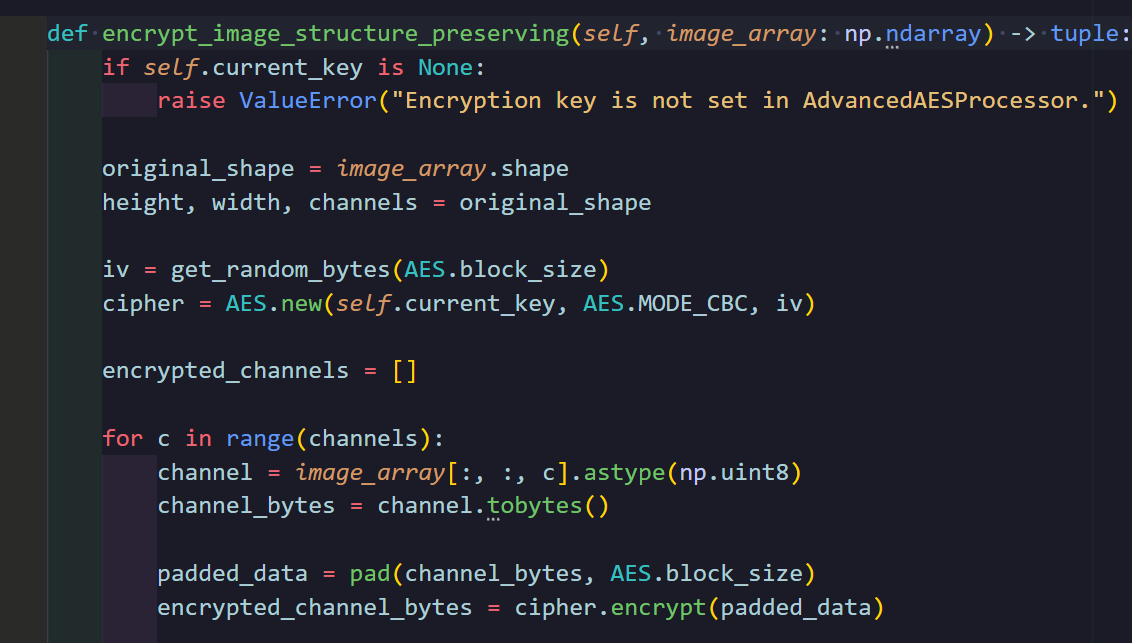 def encrypt_image_structure_preserving(self, image_array: np.ndarray) -> tuple:
if self.current_key is None:
raise ValueError("Encryption key is not set in AdvancedAESProcessor.")
original_shape = image_array.shape
height, width, channels = original_shape
iv = get_random_bytes(AES.block_size)
cipher = AES.new(self.current_key, AES.MODE_CBC, iv)
encrypted_channels = []
for c in range(channels):
channel = image_array[:, :, c].astype(np.uint8)
channel_bytes = channel.tobytes()
padded_data = pad(channel_bytes, AES.block_size)
encrypted_channel_bytes = cipher.encrypt(padded_data)